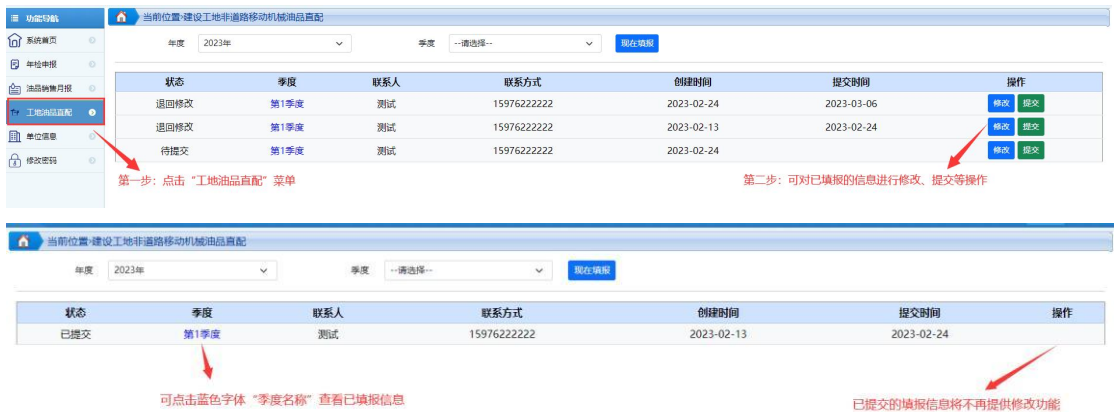 功能导航
当前位置>建设工地非道路移动机械油品直配
系统首页
年度 2023年 季度 --请选择-- 现在填报
年检申报
油品销售月报
工地油品直配
单位信息
修改密码
状态 季度 联系人 联系方式 创建时间 提交时间 操作
退回修改 第1季度 测试 15976222222 2023-02-24 2023-03-06 修改 提交
退回修改 第1季度 测试 15976222222 2023-02-13 2023-02-24 修改 提交
待提交 第1季度 测试 15976222222 2023-02-24 修改 提交
第一步：点击“工地油品直配”菜单
第二步：可对已填报的信息进行修改、提交等操作
当前位置>建设工地非道路移动机械油品直配
年度 2023年 季度 --请选择-- 现在填报
状态 季度 联系人 联系方式 创建时间 提交时间 操作
已提交 第1季度 测试 15976222222 2023-02-13 2023-02-24
可点击蓝色字体“季度名称”查看已填报信息
已提交的填报信息将不再提供修改功能